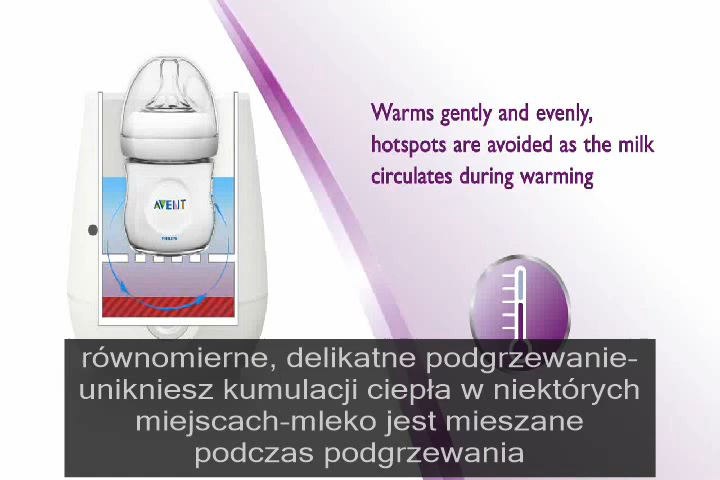 Warms gently and evenly,
hotspots are avoided as the milk
circulates during warming
AVENT
PHILIPS
równomierne, delikatne podgrzewanie-
unikniesz kumulacji ciepła w niektórych
miejscach-mleko jest mieszane
podczas podgrzewania